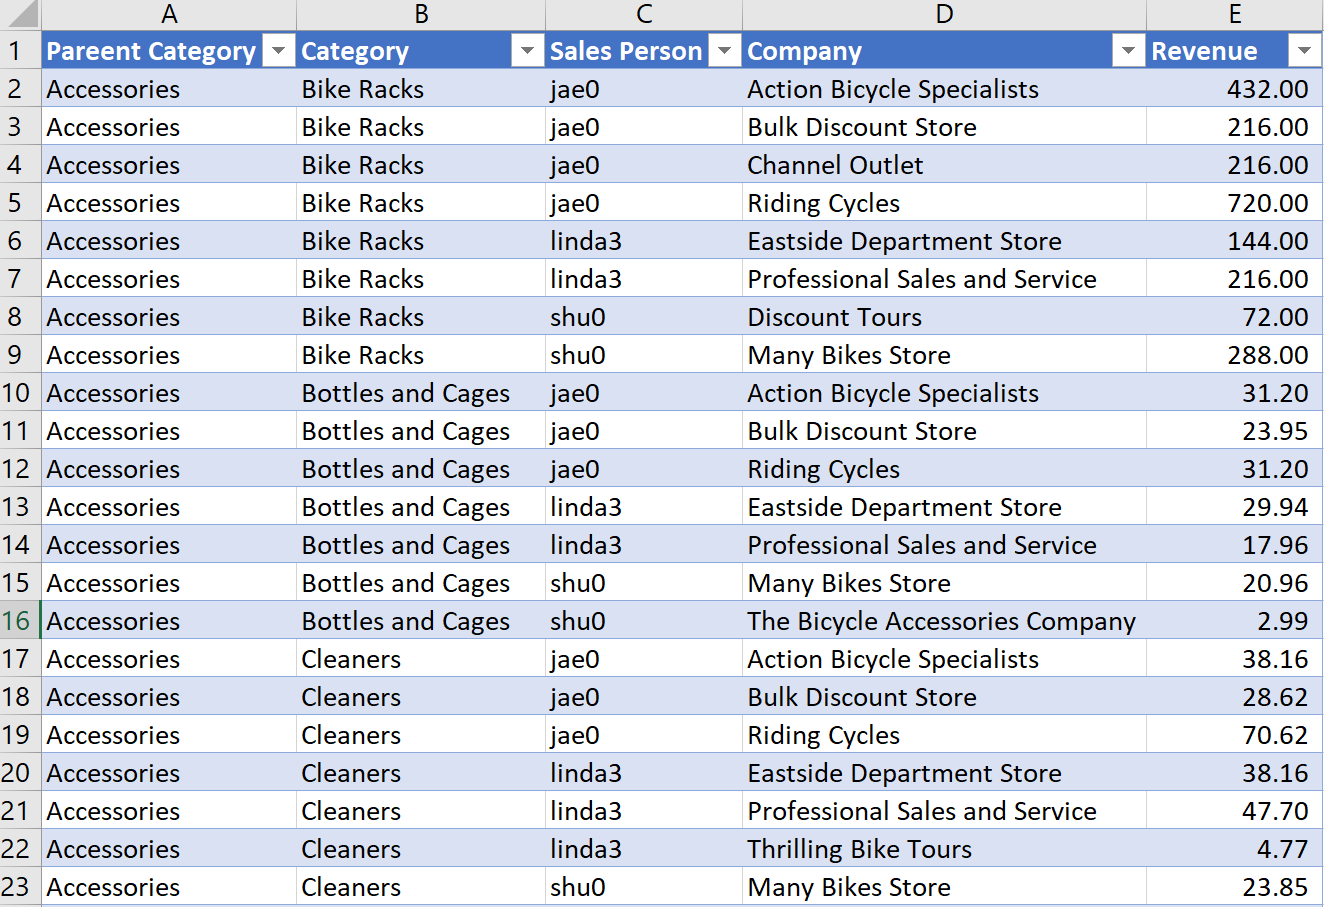 A B C D E
1 Pareent Category Category Sales Person Company Revenue
2 Accessories Bike Racks jae0 Action Bicycle Specialists 432.00
3 Accessories Bike Racks jae0 Bulk Discount Store 216.00
4 Accessories Bike Racks jae0 Channel Outlet 216.00
5 Accessories Bike Racks jae0 Riding Cycles 720.00
6 Accessories Bike Racks linda3 Eastside Department Store 144.00
7 Accessories Bike Racks linda3 Professional Sales and Service 216.00
8 Accessories Bike Racks shu0 Discount Tours 72.00
9 Accessories Bike Racks shu0 Many Bikes Store 288.00
10 Accessories Bottles and Cages jae0 Action Bicycle Specialists 31.20
11 Accessories Bottles and Cages jae0 Bulk Discount Store 23.95
12 Accessories Bottles and Cages jae0 Riding Cycles 31.20
13 Accessories Bottles and Cages linda3 Eastside Department Store 29.94
14 Accessories Bottles and Cages linda3 Professional Sales and Service 17.96
15 Accessories Bottles and Cages shu0 Many Bikes Store 20.96
16 Accessories Bottles and Cages shu0 The Bicycle Accessories Company 2.99
17 Accessories Cleaners jae0 Action Bicycle Specialists 38.16
18 Accessories Cleaners jae0 Bulk Discount Store 28.62
19 Accessories Cleaners jae0 Riding Cycles 70.62
20 Accessories Cleaners linda3 Eastside Department Store 38.16
21 Accessories Cleaners linda3 Professional Sales and Service 47.70
22 Accessories Cleaners linda3 Thrilling Bike Tours 4.77
23 Accessories Cleaners shu0 Many Bikes Store 23.85